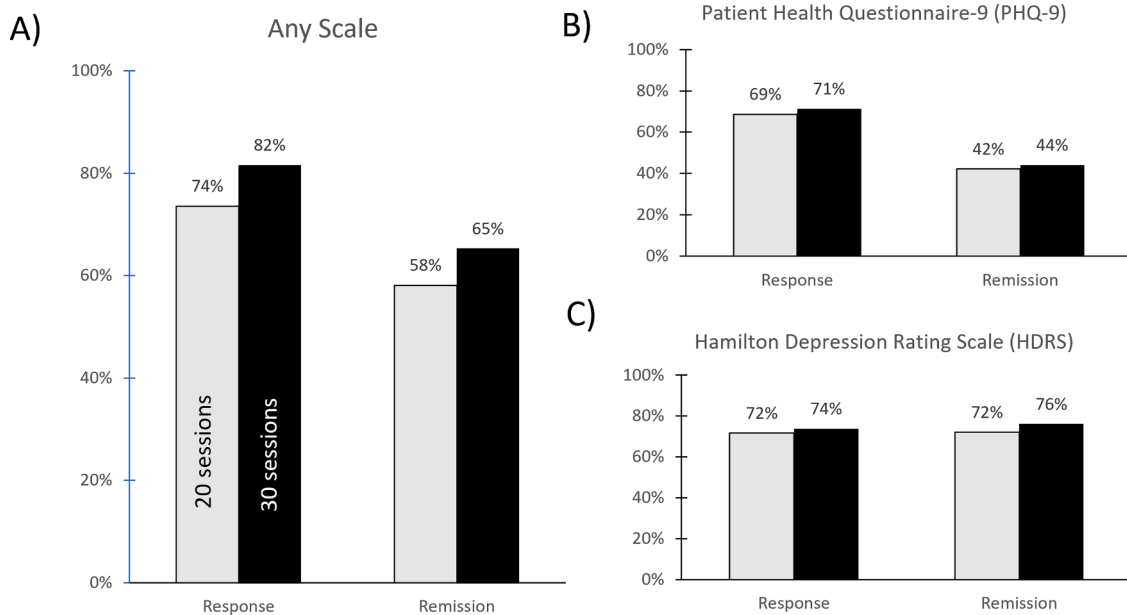 A)
Any Scale
100%
80%
60%
40%
20%
0%
74%
82%
58%
65%
20 sessions
30 sessions
Response
Remission
B)
Patient Health Questionnaire-9 (PHQ-9)
100%
80%
60%
40%
20%
0%
69%
71%
42%
44%
Response
Remission
C)
Hamilton Depression Rating Scale (HDRS)
100%
80%
60%
40%
20%
0%
72%
74%
72%
76%
Response
Remission